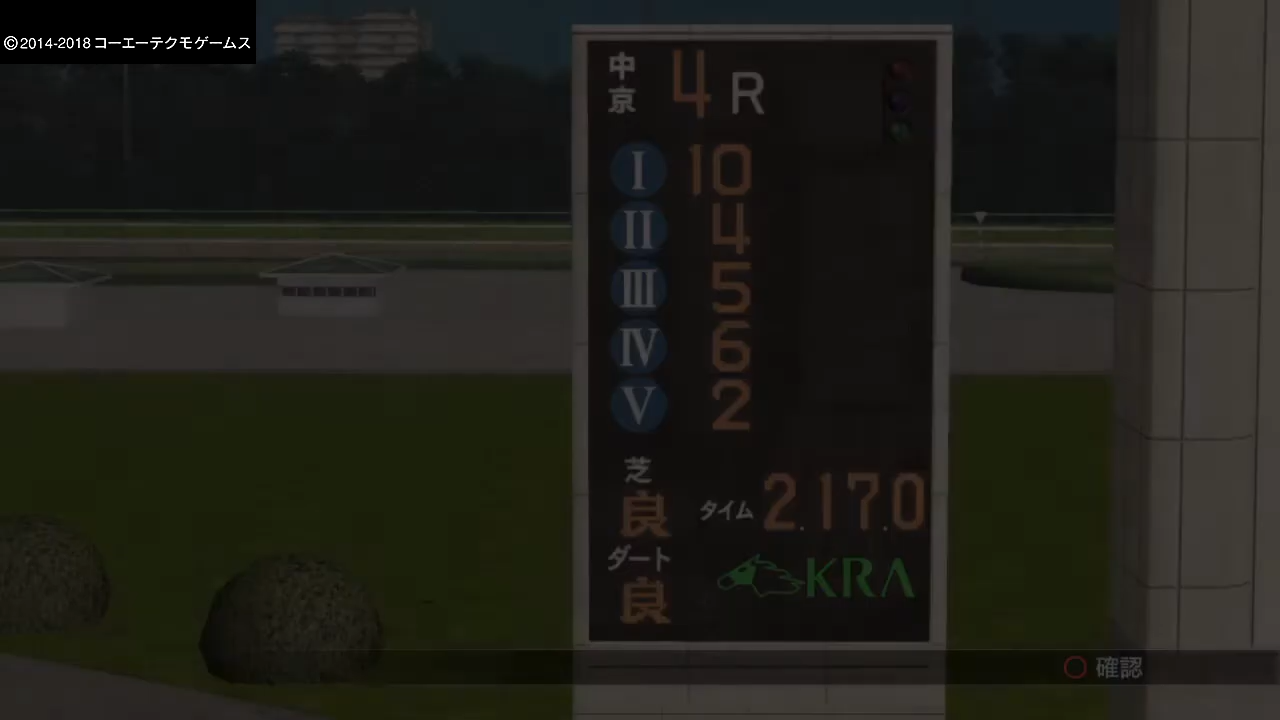 ©2014-2018 コーエーテクモゲームス
中京 4 R
I 10
II 4
III 5
IV 6
V 2
芝
良
タイム 2.17.0
ダート
良
KRA
確認